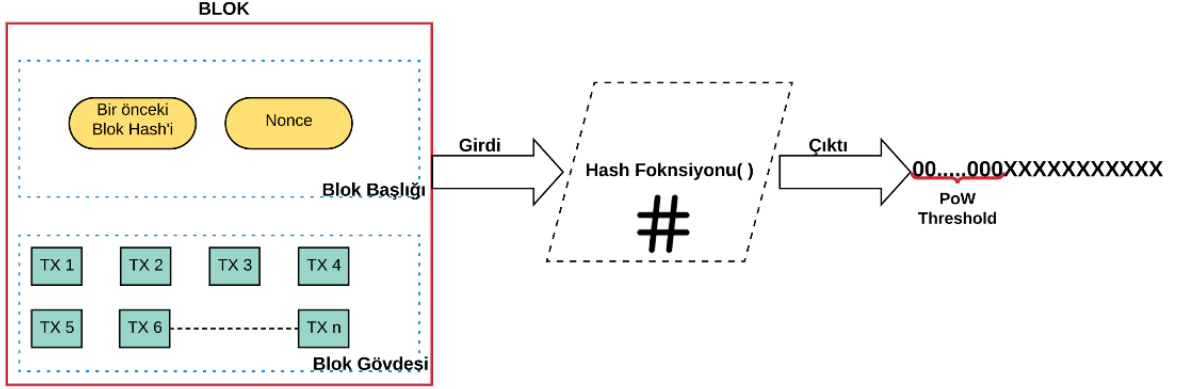 BLOK
Bir önceki
Blok Hash'i
Nonce
Blok Başlığı
TX 1
TX 2
TX 3
TX 4
TX 5
TX 6
TX n
Blok Gövdesi
Girdi
Hash Foknsiyonu( )
#
Çıktı
00.....000XXXXXXXXXXXX
PoW
Threshold